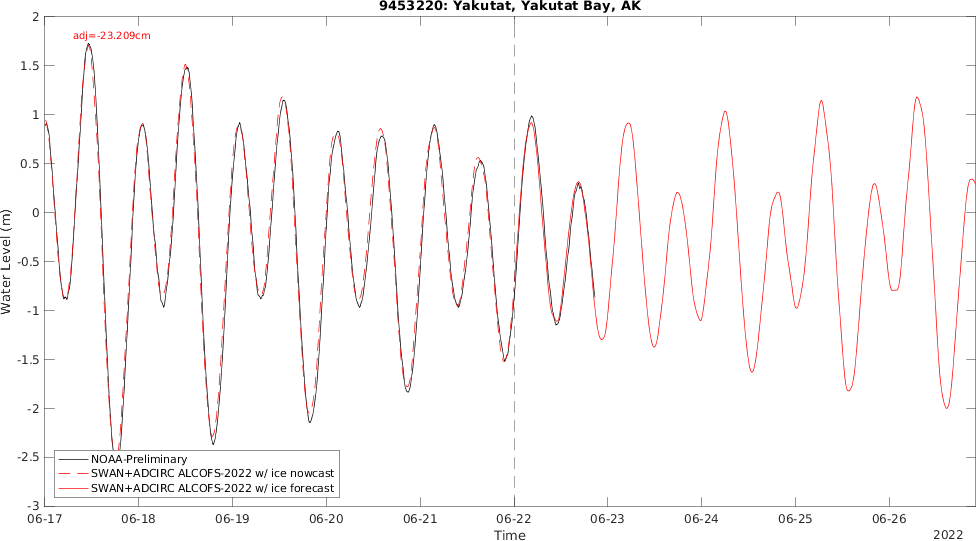 9453220: Yakutat, Yakutat Bay, AK
adj=-23.209cm
2
1.5
1
0.5
0
-0.5
-1
-1.5
-2
-2.5
-3
Water Level (m)
NOAA-Preliminary
SWAN+ADCIRC ALCOFS-2022 w/ ice nowcast
SWAN+ADCIRC ALCOFS-2022 w/ ice forecast
06-17 06-18 06-19 06-20 06-21 06-22 06-23 06-24 06-25 06-26
Time
2022